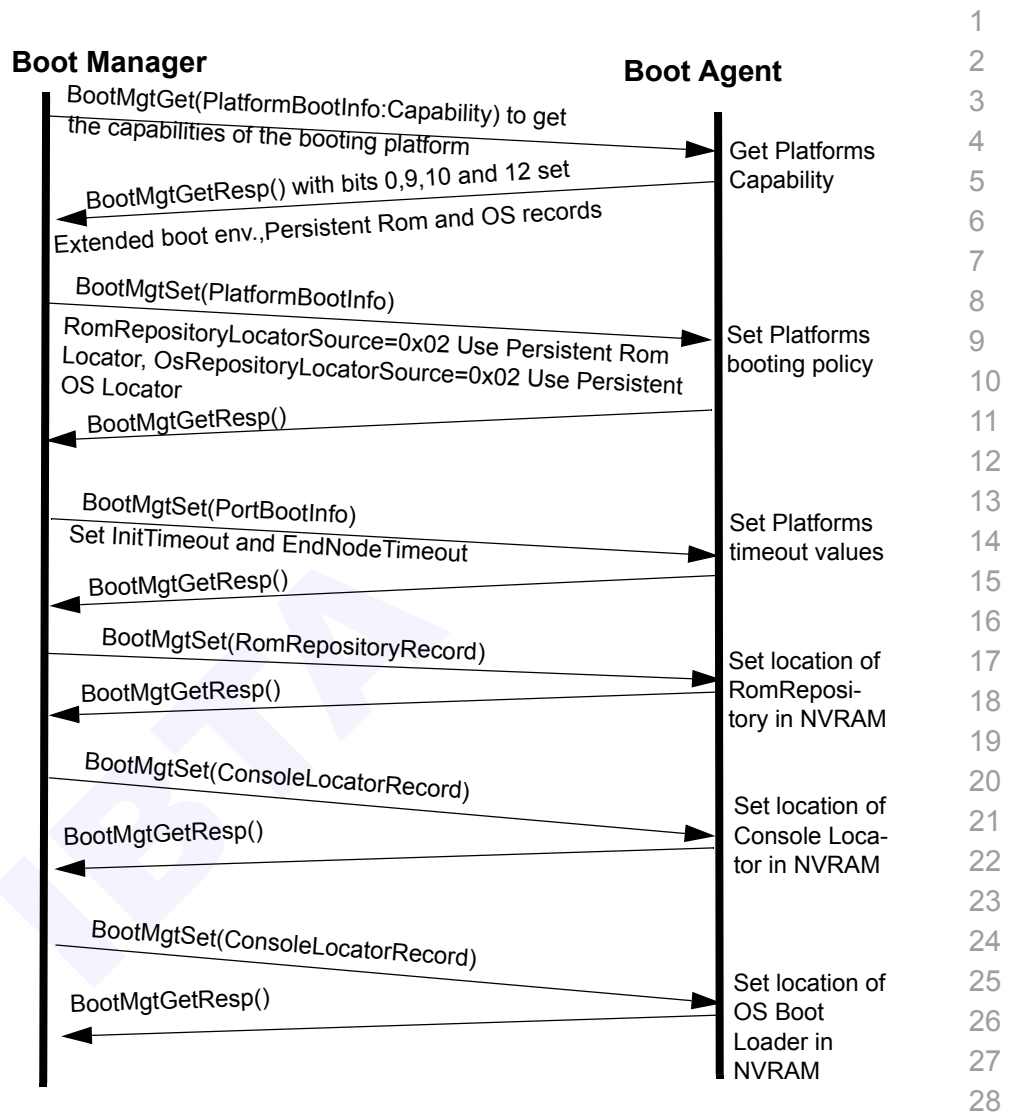 Boot Manager
Boot Agent
BootMgtGet(PlatformBootInfo:Capability) to get
the capabilities of the booting platform
Get Platforms
Capability
BootMgtGetResp() with bits 0,9,10 and 12 set
Extended boot env.,Persistent Rom and OS records
BootMgtSet(PlatformBootInfo)
RomRepositoryLocatorSource=0x02 Use Persistent Rom
Locator, OsRepositoryLocatorSource=0x02 Use Persistent
OS Locator
Set Platforms
booting policy
BootMgtGetResp()
BootMgtSet(PortBootInfo)
Set InitTimeout and EndNodeTimeout
Set Platforms
timeout values
BootMgtGetResp()
BootMgtSet(RomRepositoryRecord)
Set location of
RomReposi-
tory in NVRAM
BootMgtGetResp()
BootMgtSet(ConsoleLocatorRecord)
Set location of
Console Loca-
tor in NVRAM
BootMgtGetResp()
BootMgtSet(ConsoleLocatorRecord)
Set location of
OS Boot
Loader in
NVRAM
BootMgtGetResp()
IBTA
1
2
3
4
5
6
7
8
9
10
11
12
13
14
15
16
17
18
19
20
21
22
23
24
25
26
27
28